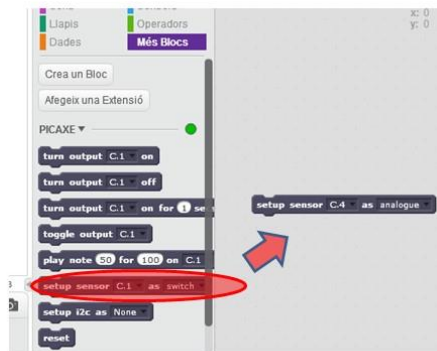 x: 0
y: 0
Llapis
Operadors
Dades
Més Blocs
Crea un Bloc
Afegeix una Extensió
PICAXE
turn output C.1 on
turn output C.1 off
turn output C.1 on for 1
toggle output C.1
setup sensor C.4 as analogue
play note 50 for 100 on C.1
setup sensor C.1 as switch
setup i2c as None
reset